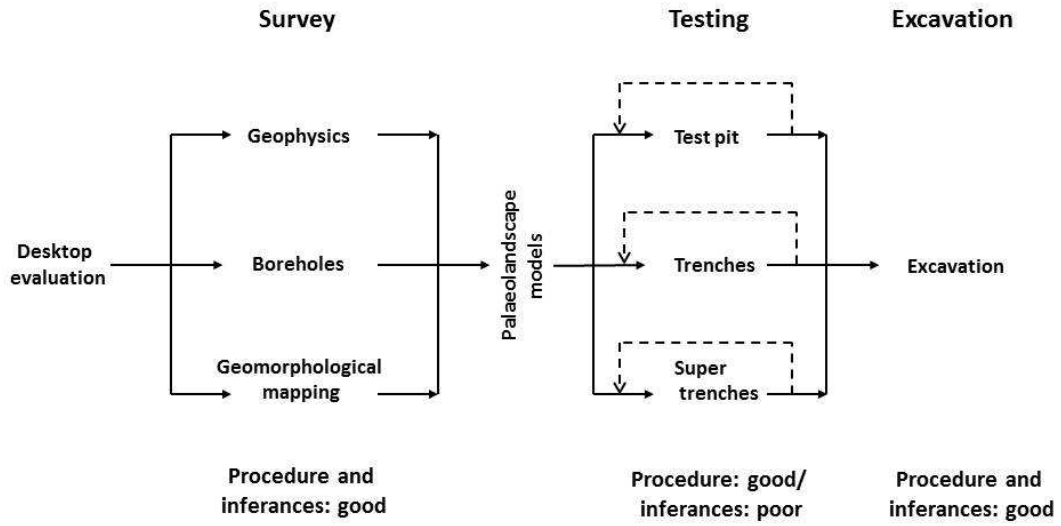 Survey
Testing
Excavation
Geophysics
Test pit
Desktop
evaluation
Boreholes
Palaeolandscape
models
Trenches
Excavation
Geomorphological
mapping
Super
trenches
Procedure and
inferances: good
Procedure: good/
inferances: poor
Procedure and
inferances: good